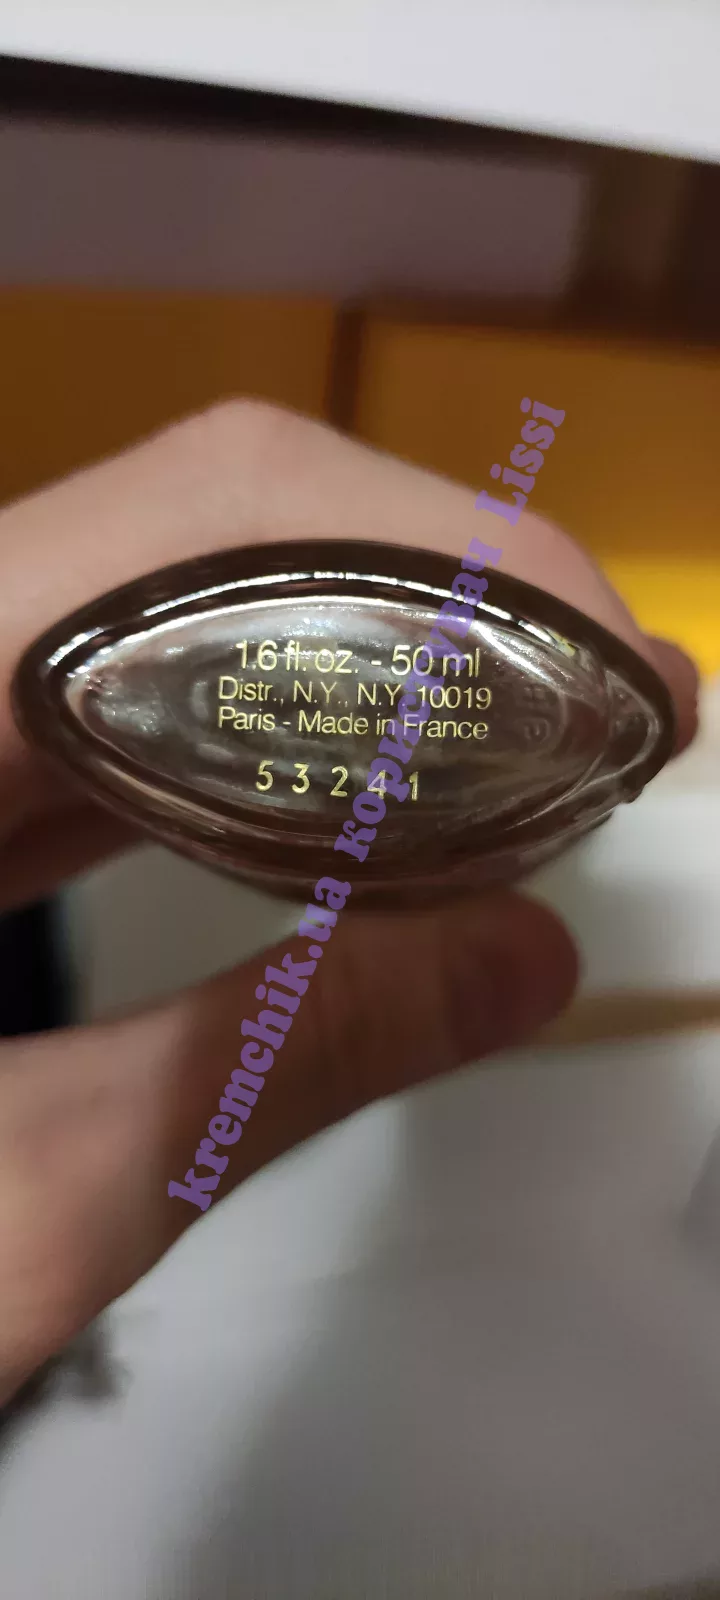 1.6 fl. oz. - 50 ml
Distr., N.Y., N.Y. 10019
Paris - Made in France
5 3 2 4 1
kremchik.ua користувач Lissi